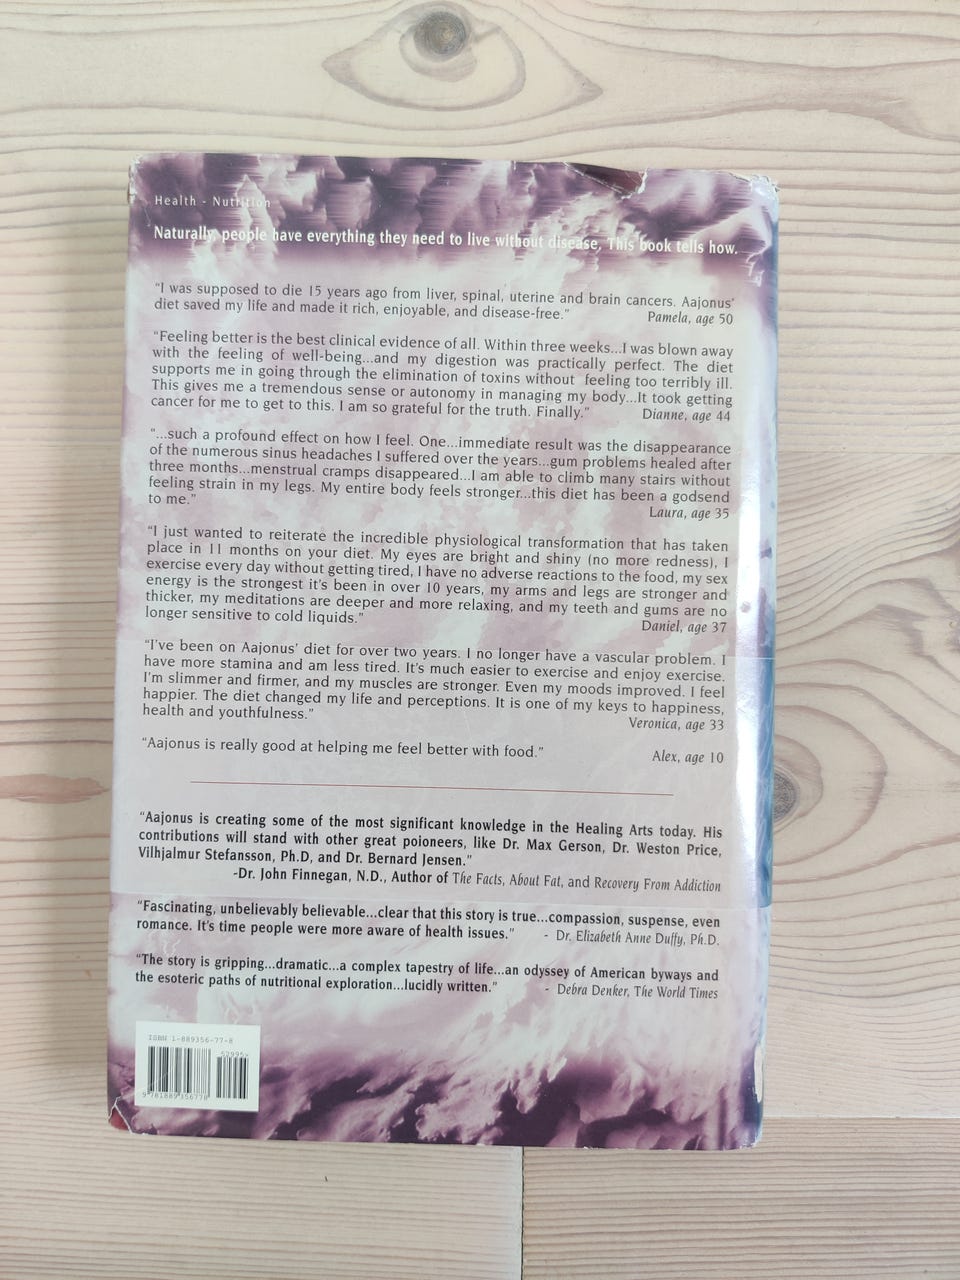 Health - Nutrition
Naturally, people have everything they need to live without disease. This book tells how.
"I was supposed to die 15 years ago from liver, spinal, uterine and brain cancers. Aajonus'
diet saved my life and made it rich, enjoyable, and disease-free." Pamela, age 50
"Feeling better is the best clinical evidence of all. Within three weeks...I was blown away
with the feeling of well-being...and my digestion was practically perfect. The diet
supports me in going through the elimination of toxins without feeling too terribly ill.
This gives me a tremendous sense or autonomy in managing my body...It took getting
cancer for me to get to this. I am so grateful for the truth. Finally." Dianne, age 44
"...such a profound effect on how I feel. One...immediate result was the disappearance
of the numerous sinus headaches I suffered over the years...gum problems healed after
three months...menstrual cramps disappeared...I am able to climb many stairs without
feeling strain in my legs. My entire body feels stronger...this diet has been a godsend
to me." Laura, age 35
"I just wanted to reiterate the incredible physiological transformation that has taken
place in 11 months on your diet. My eyes are bright and shiny (no more redness), I
exercise every day without getting tired, I have no adverse reactions to the food, my sex
energy is the strongest it's been in over 10 years, my arms and legs are stronger and
thicker, my meditations are deeper and more relaxing, and my teeth and gums are no
longer sensitive to cold liquids." Daniel, age 37
"I've been on Aajonus' diet for over two years. I no longer have a vascular problem. I
have more stamina and am less tired. It's much easier to exercise and enjoy exercise.
I'm slimmer and firmer, and my muscles are stronger. Even my moods improved. I feel
happier. The diet changed my life and perceptions. It is one of my keys to happiness,
health and youthfulness." Veronica, age 33
"Aajonus is really good at helping me feel better with food." Alex, age 10
"Aajonus is creating some of the most significant knowledge in the Healing Arts today. His
contributions will stand with other great poioneers, like Dr. Max Gerson, Dr. Weston Price,
Vilhjalmur Stefansson, Ph.D, and Dr. Bernard Jensen."
-Dr. John Finnegan, N.D., Author of The Facts, About Fat, and Recovery From Addiction
"Fascinating, unbelievably believable...clear that this story is true...compassion, suspense, even
romance. It's time people were more aware of health issues." - Dr. Elizabeth Anne Duffy, Ph.D.
"The story is gripping...dramatic...a complex tapestry of life...an odyssey of American byways and
the esoteric paths of nutritional exploration...lucidly written." - Debra Denker, The World Times
ISBN 1-889356-77-8
52995>
9 781889 356778